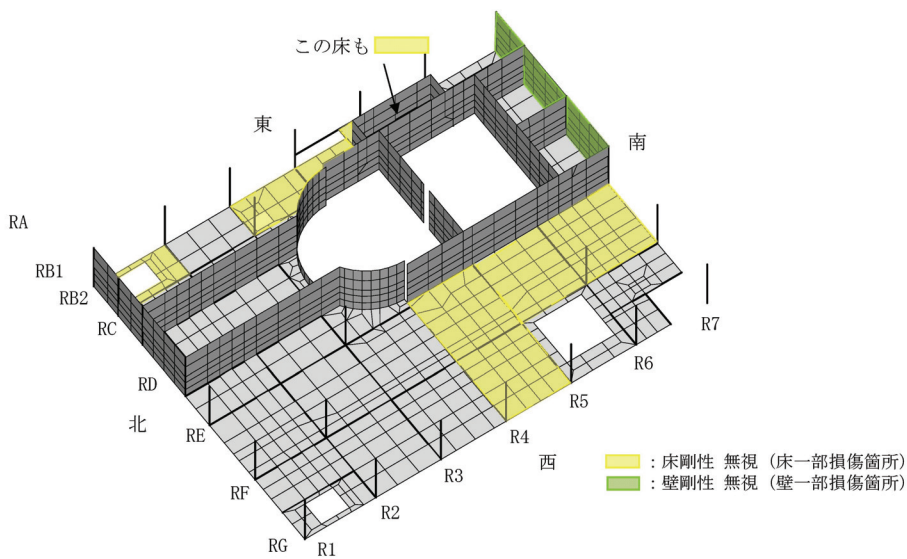 この床も
東
南
RA
RB1
RB2
RC
RD
北
RE
RF
RG
R1
R2
R3
R4
R5
R6
R7
西
：床剛性 無視（床一部損傷箇所）
：壁剛性 無視（壁一部損傷箇所）